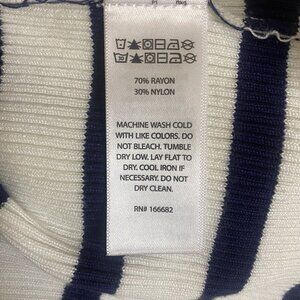 30
70% RAYON
30% NYLON
MACHINE WASH COLD
WITH LIKE COLORS. DO
NOT BLEACH. TUMBLE
DRY LOW. LAY FLAT TO
DRY. COOL IRON IF
NECESSARY. DO NOT
DRY CLEAN.
RN# 166682